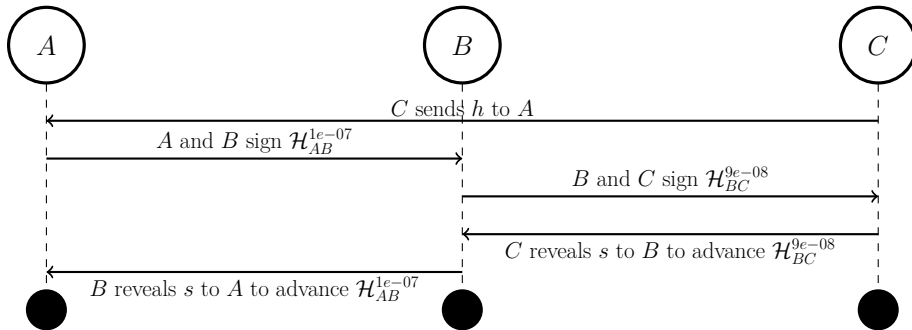 A B C
C sends h to A
A and B sign 𝓗_{AB}^{1e−07}
B and C sign 𝓗_{BC}^{9e−08}
C reveals s to B to advance 𝓗_{BC}^{9e−08}
B reveals s to A to advance 𝓗_{AB}^{1e−07}